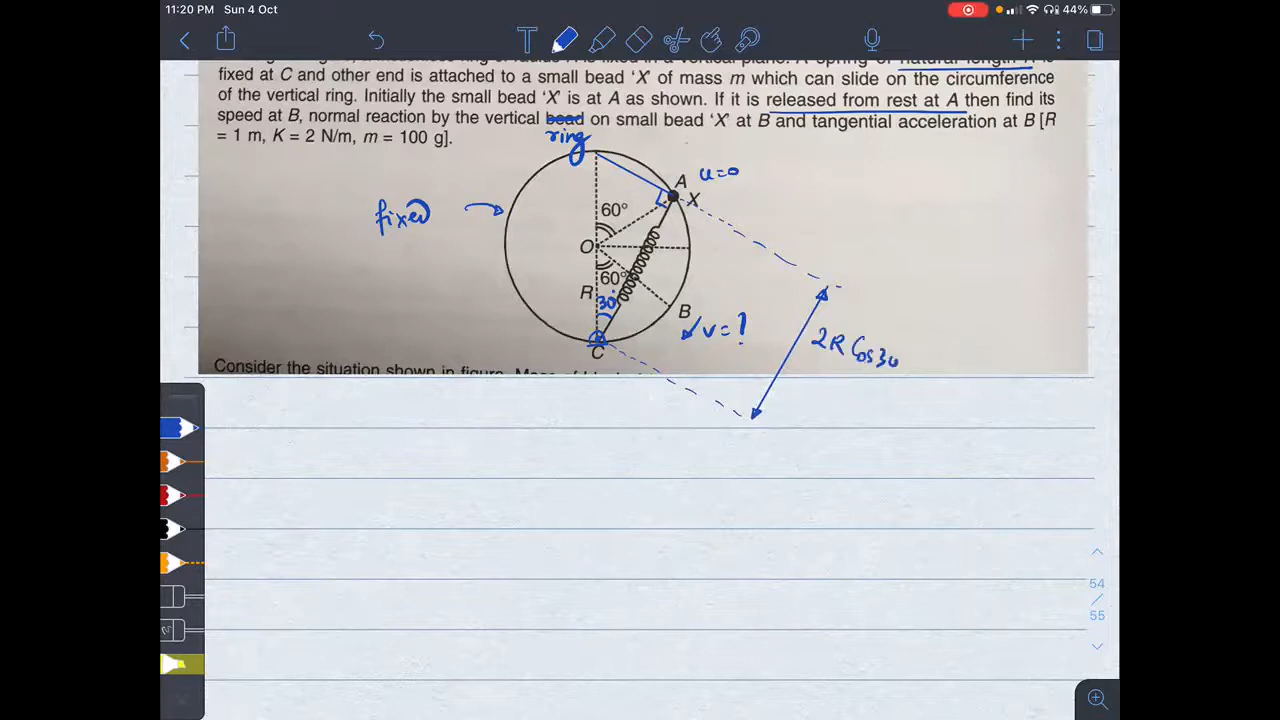 11:20 PM Sun 4 Oct
44%
fixed at C and other end is attached to a small bead ‘X’ of mass m which can slide on the circumference
of the vertical ring. Initially the small bead ‘X’ is at A as shown. If it is released from rest at A then find its
speed at B, normal reaction by the vertical bead on small bead ‘X’ at B and tangential acceleration at B [R
ring
= 1 m, K = 2 N/m, m = 100 g].
A u=0
X
fixed
60°
O
60°
R
30°
B
v=?
2R Cos30
C
Consider the situation shown in figure.
54
/
55